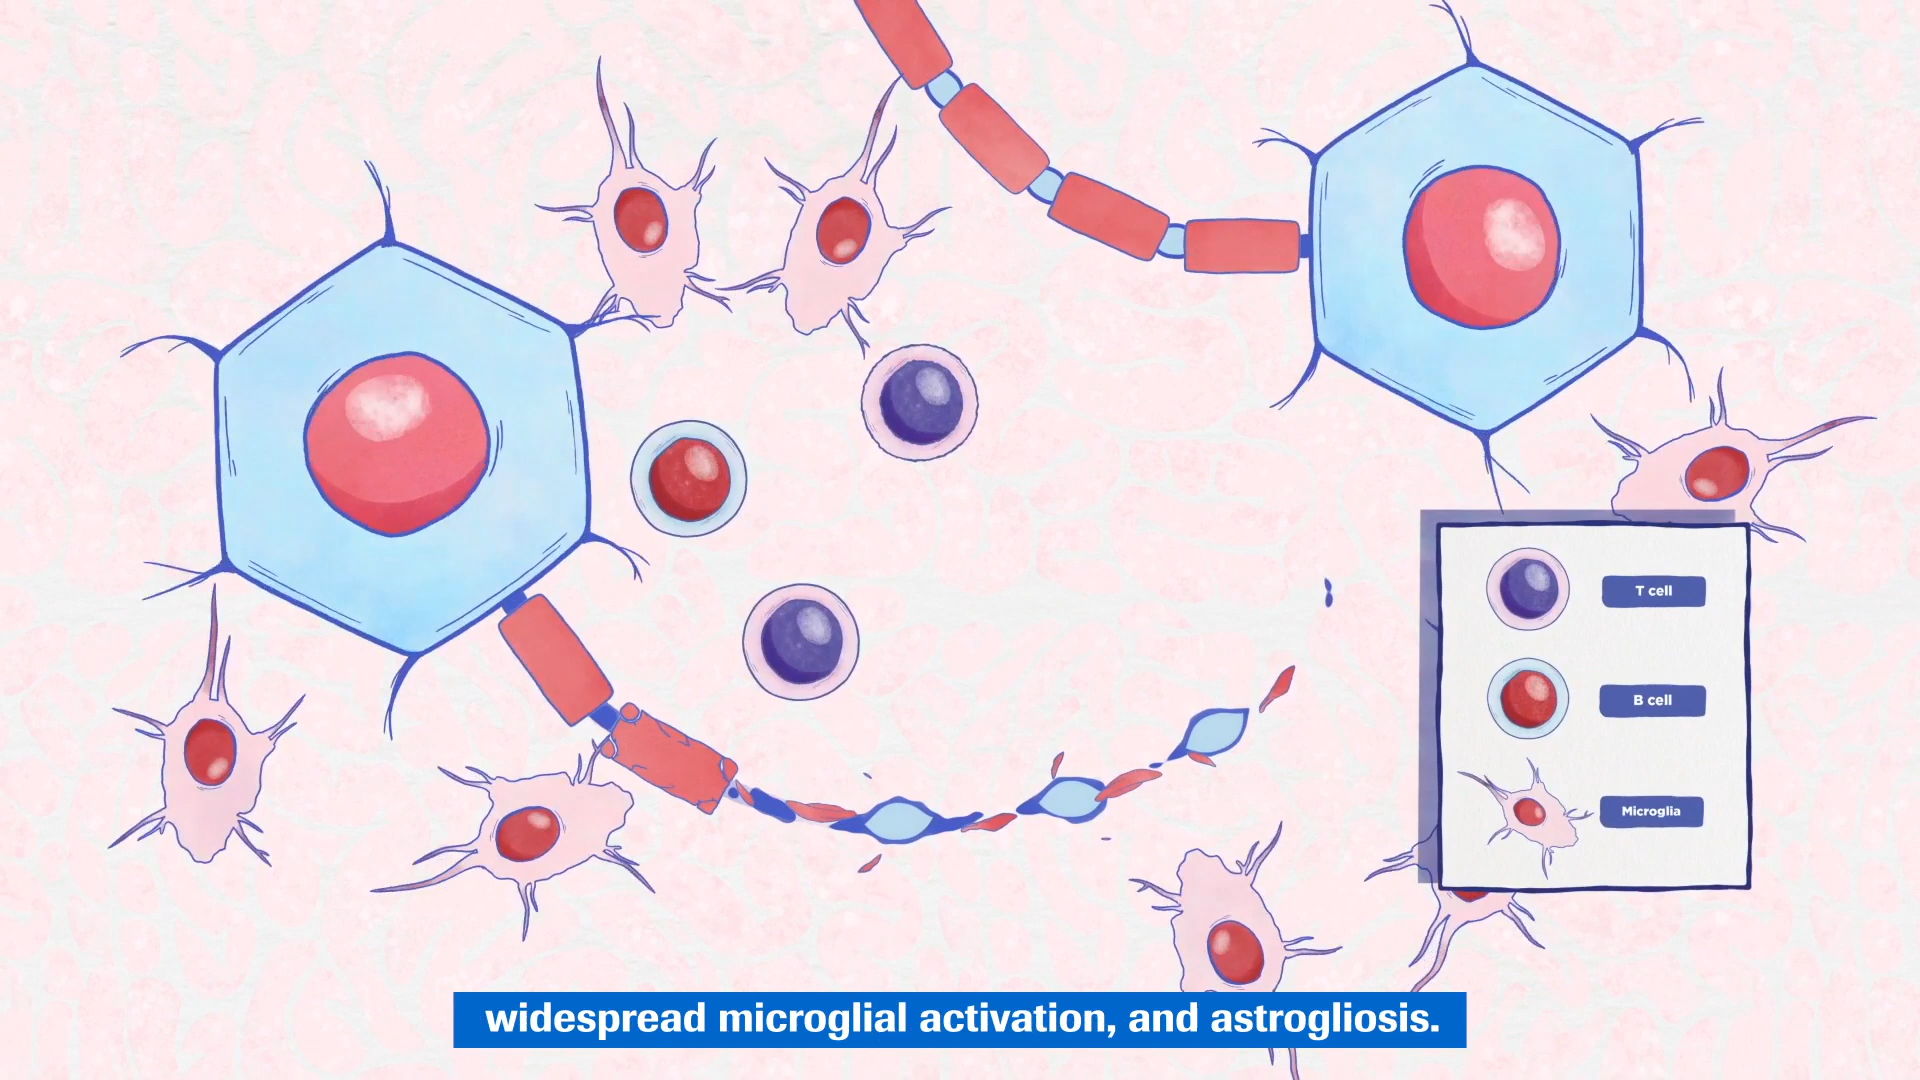 T cell
B cell
Microglia
widespread microglial activation, and astrogliosis.